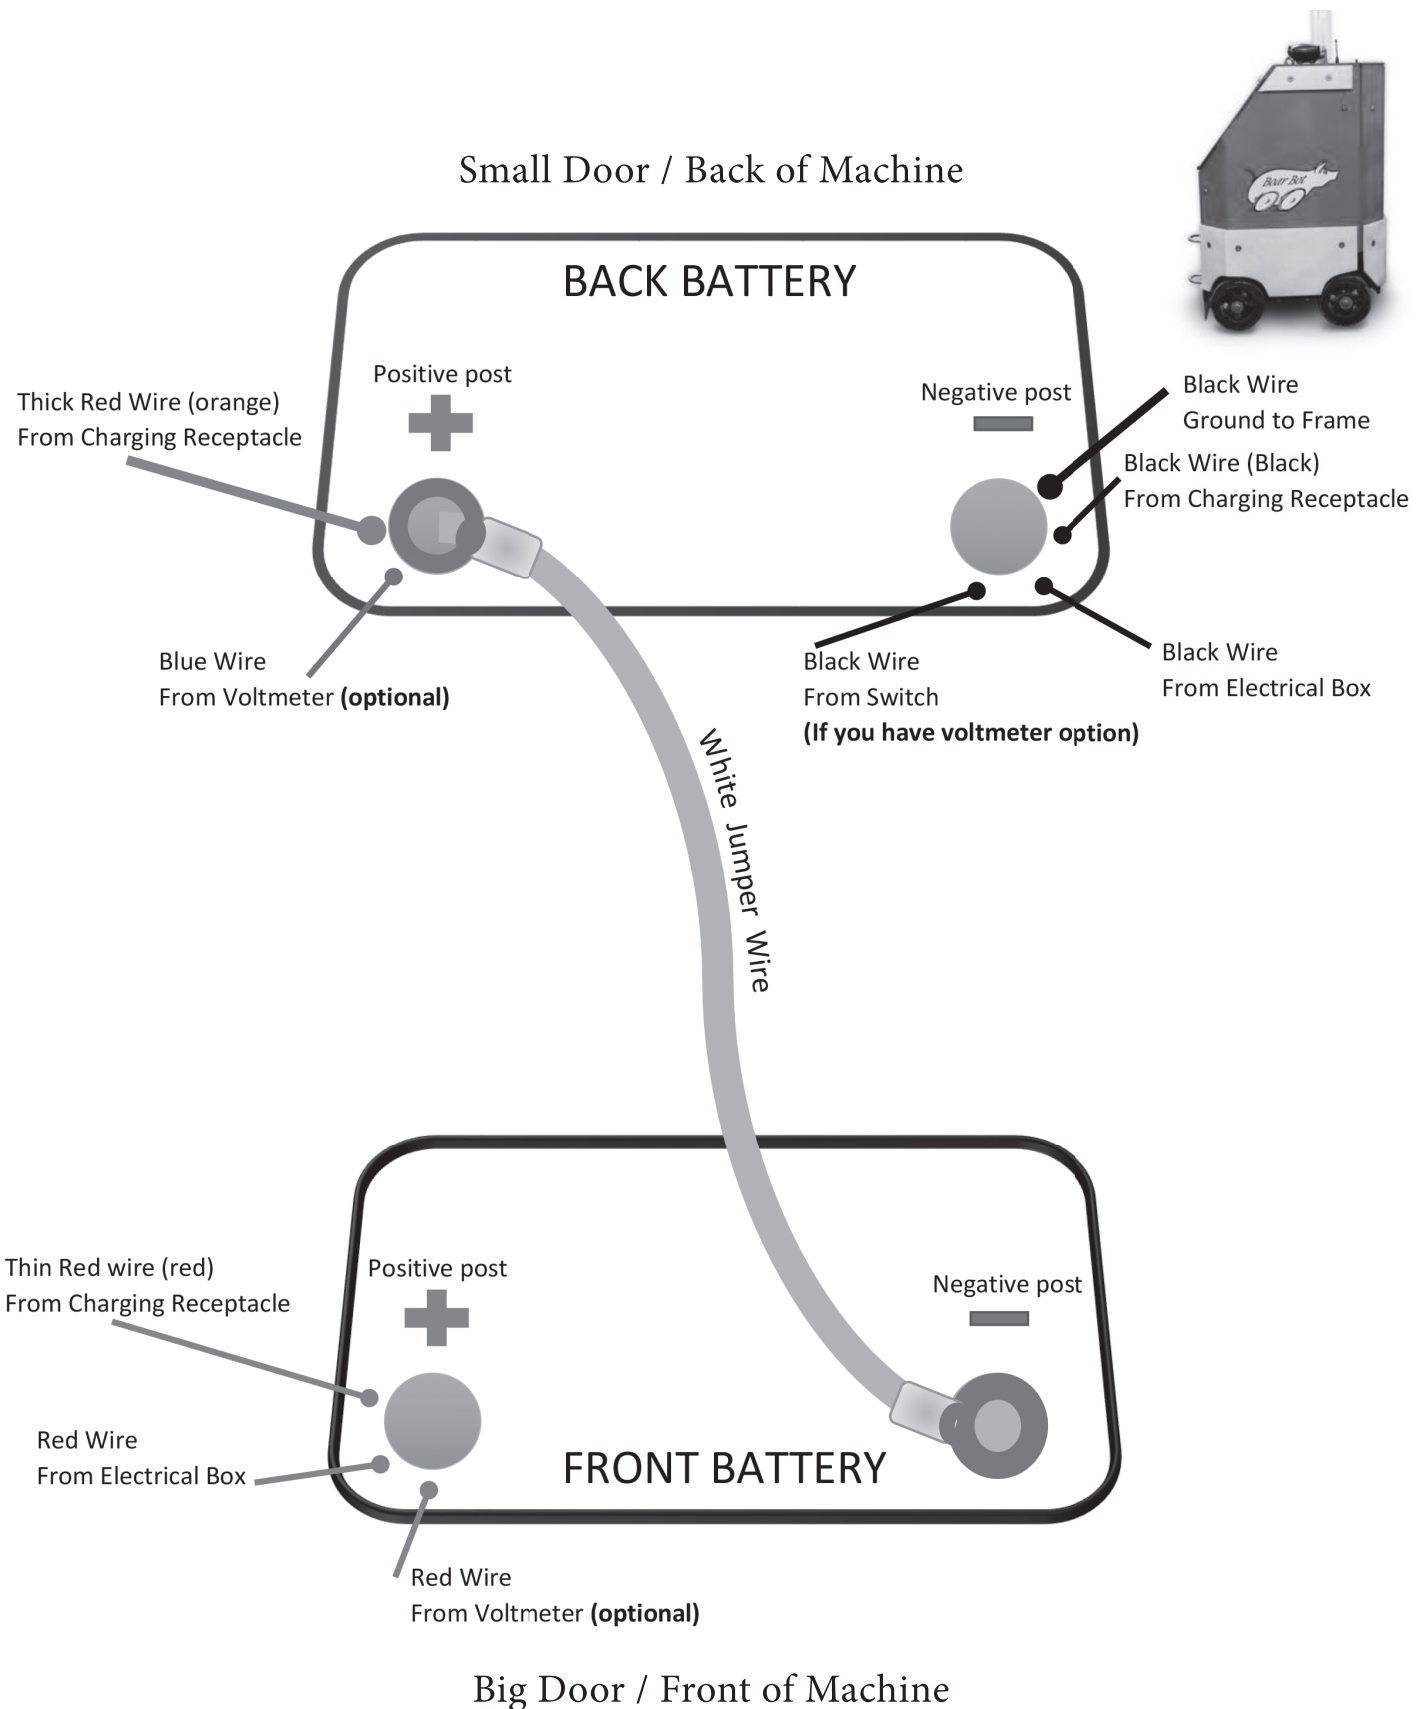 Small Door / Back of Machine
Boar Bot
BACK BATTERY
Positive post
Negative post
Thick Red Wire (orange)
From Charging Receptacle
Black Wire
Ground to Frame
Black Wire (Black)
From Charging Receptacle
Blue Wire
From Voltmeter (optional)
Black Wire
From Switch
(If you have voltmeter option)
Black Wire
From Electrical Box
White Jumper Wire
Thin Red wire (red)
From Charging Receptacle
Positive post
Negative post
Red Wire
From Electrical Box
FRONT BATTERY
Red Wire
From Voltmeter (optional)
Big Door / Front of Machine